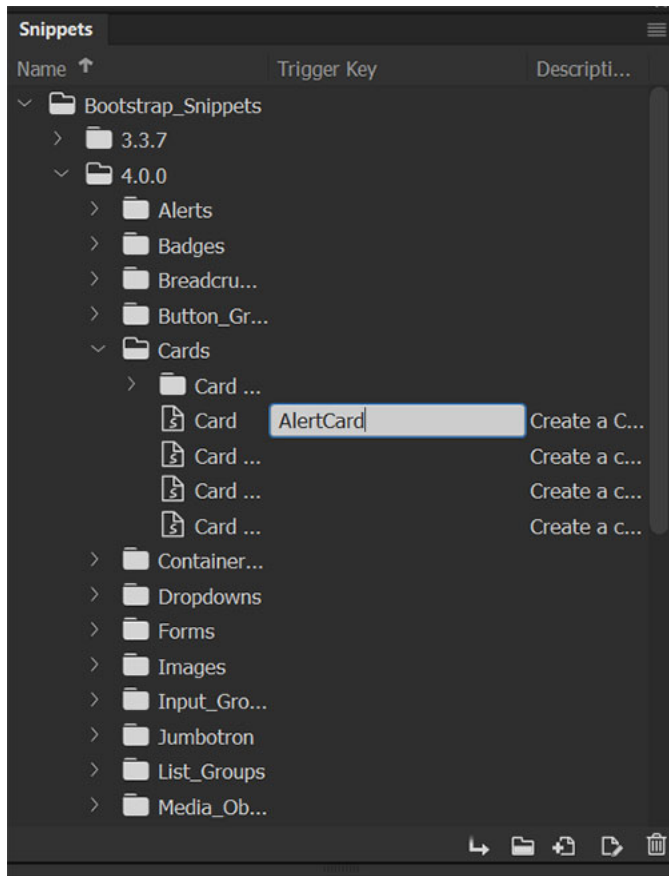 Snippets
Name Trigger Key Descripti...
Bootstrap_Snippets
3.3.7
4.0.0
Alerts
Badges
Breadcru...
Button_Gr...
Cards
Card ...
Card AlertCard Create a C...
Card ... Create a c...
Card ... Create a c...
Card ... Create a c...
Container...
Dropdowns
Forms
Images
Input_Gro...
Jumbotron
List_Groups
Media_Ob...